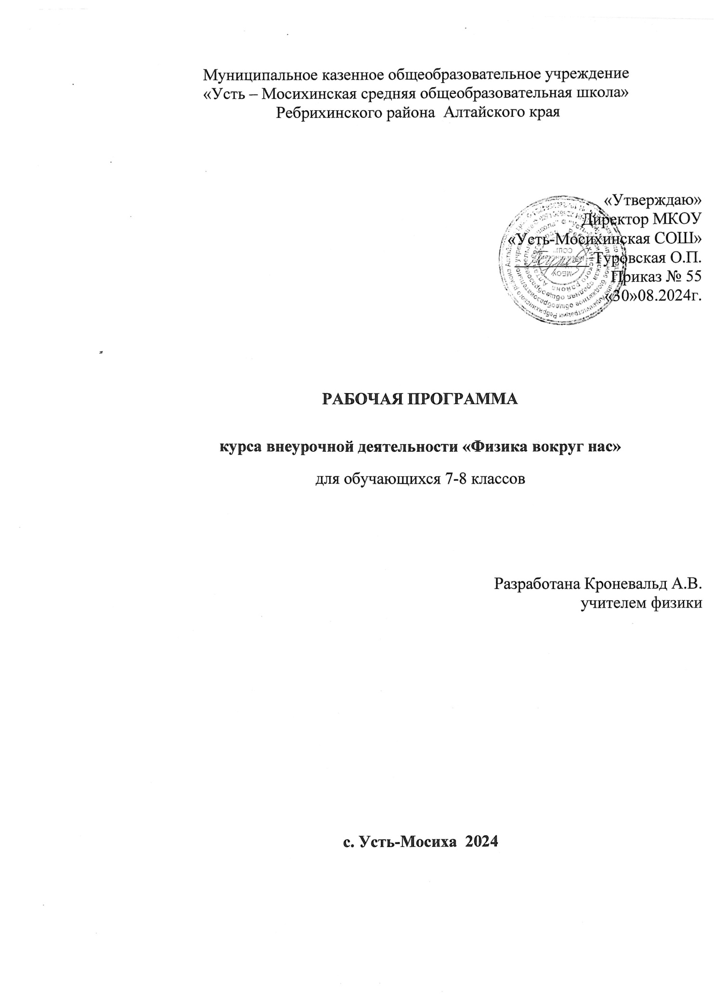 Муниципальное казенное общеобразовательное учреждение
«Усть – Мосихинская средняя общеобразовательная школа»
Ребрихинского района Алтайского края
«Утверждаю»
Директор МКОУ
«Усть-Мосихинская СОШ»
Туровская О.П.
Приказ № 55
«30»08.2024г.
РАБОЧАЯ ПРОГРАММА
курса внеурочной деятельности «Физика вокруг нас»
для обучающихся 7-8 классов
Разработана Кроневальд А.В.
учителем физики
с. Усть-Мосиха 2024